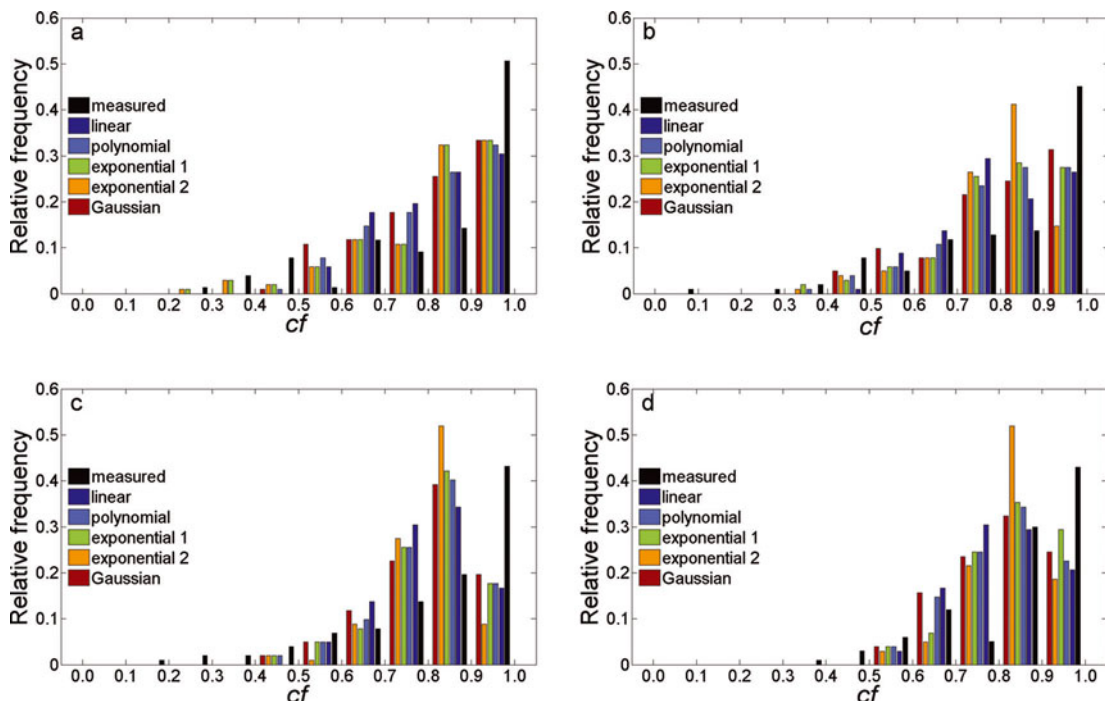 a
0.6
0.5
0.4
0.3
0.2
0.1
0
Relative frequency
measured
linear
polynomial
exponential 1
exponential 2
Gaussian
0.0 0.1 0.2 0.3 0.4 0.5 0.6 0.7 0.8 0.9 1.0
cf
b
0.6
0.5
0.4
0.3
0.2
0.1
0
Relative frequency
measured
linear
polynomial
exponential 1
exponential 2
Gaussian
0.0 0.1 0.2 0.3 0.4 0.5 0.6 0.7 0.8 0.9 1.0
cf
c
0.6
0.5
0.4
0.3
0.2
0.1
0
Relative frequency
measured
linear
polynomial
exponential 1
exponential 2
Gaussian
0.0 0.1 0.2 0.3 0.4 0.5 0.6 0.7 0.8 0.9 1.0
cf
d
0.6
0.5
0.4
0.3
0.2
0.1
0
Relative frequency
measured
linear
polynomial
exponential 1
exponential 2
Gaussian
0.0 0.1 0.2 0.3 0.4 0.5 0.6 0.7 0.8 0.9 1.0
cf